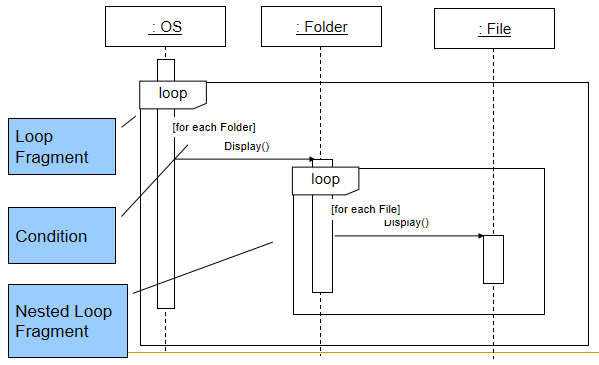 : OS
: Folder
: File
loop
[for each Folder]
Display()
Loop
Fragment
loop
[for each File]
Display()
Condition
Nested Loop
Fragment